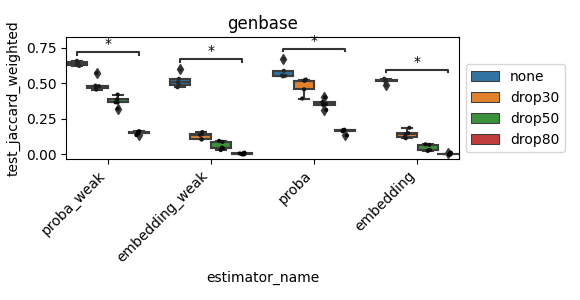 genbase
test_jaccard_weighted
0.75
0.50
0.25
0.00
*
*
*
*
none
drop30
drop50
drop80
proba_weak
embedding_weak
proba
embedding
estimator_name